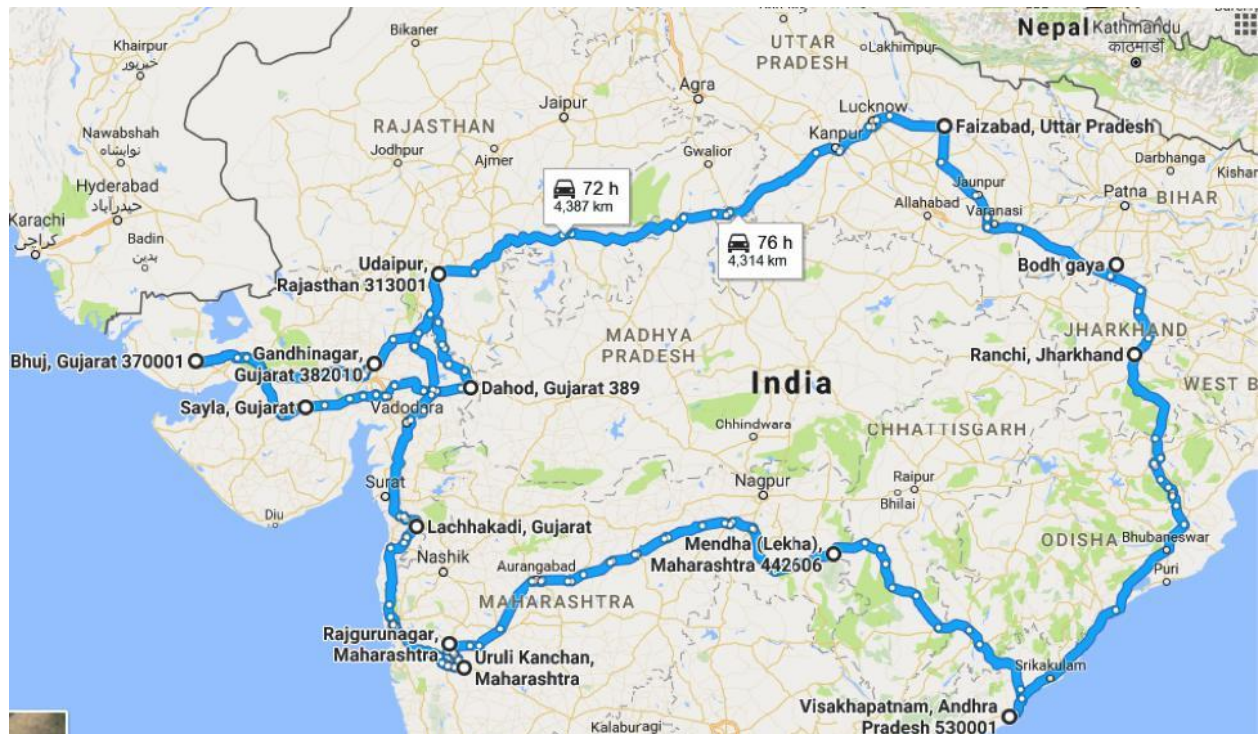 Bikaner
UTTAR
PRADESH
Lakhimpur
Nepal
Kathmandu
काठमाडौं
Khairpur
خيرپور
Agra
Jaipur
Lucknow
Faizabad, Uttar Pradesh
RAJASTHAN
Nawabshah
نوابشاه
Jodhpur
Ajmer
Gwalior
Kanpur
Darbhanga
Kishan
Hyderabad
حیدرآباد
72 h
4,387 km
Jaunpur
Allahabad
Varanasi
Patna
BIHAR
Karachi
کراچی
Badin
بدين
76 h
4,314 km
Bodh gaya
Udaipur,
Rajasthan 313001
MADHYA
PRADESH
JHARKHAND
Ranchi, Jharkhand
Bhuj, Gujarat 370001
Gandhinagar,
Gujarat 382010
Dahod, Gujarat 389
India
WEST B
Sayla, Gujarat
Vadodara
Chhindwara
CHHATTISGARH
Surat
Nagpur
Raipur
Bhilai
Diu
Lachhakadi, Gujarat
Nashik
Aurangabad
Mendha (Lekha),
Maharashtra 442606
ODISHA
Bhubaneswar
Puri
MAHARASHTRA
Rajgurunagar,
Maharashtra
Uruli Kanchan,
Maharashtra
Srikakulam
Visakhapatnam, Andhra
Pradesh 530001
Kalaburagi